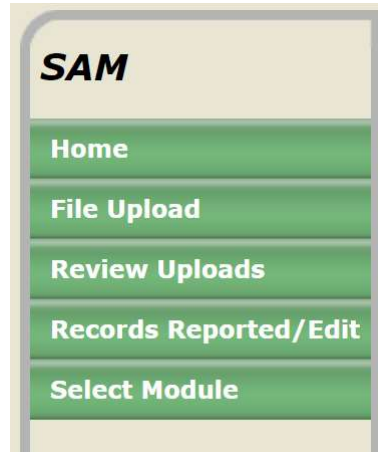 SAM
Home
File Upload
Review Uploads
Records Reported/Edit
Select Module